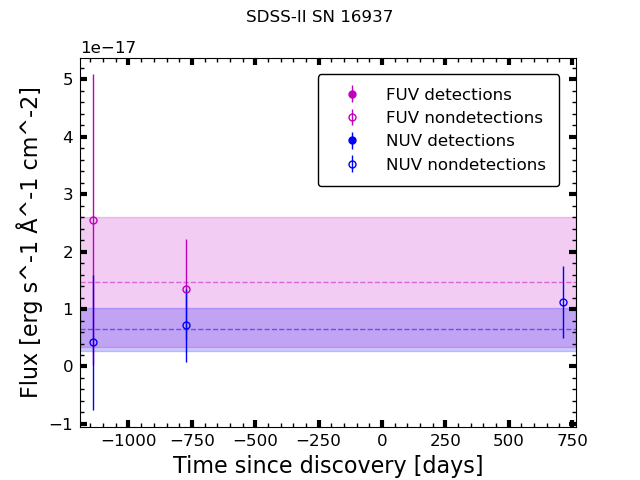 SDSS-II SN 16937
1e−17
FUV detections
FUV nondetections
NUV detections
NUV nondetections
5
4
3
2
1
0
−1
Flux [erg s^-1 Å^-1 cm^-2]
−1000 −750 −500 −250 0 250 500 750
Time since discovery [days]